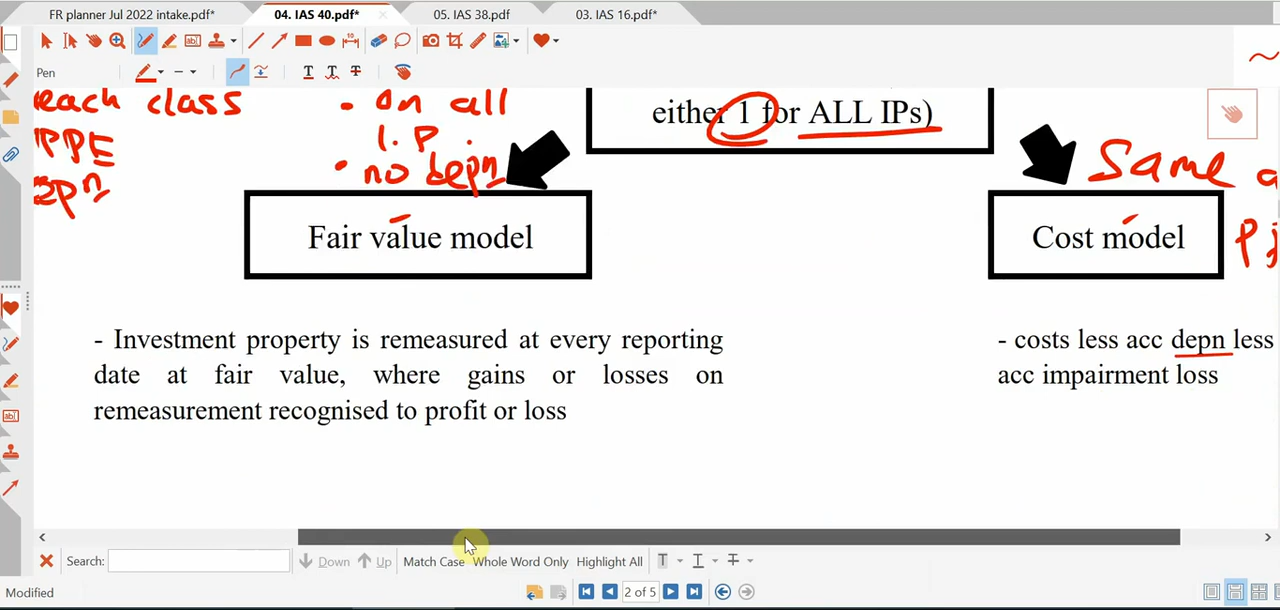 FR planner Jul 2022 intake.pdf*
04. IAS 40.pdf*
05. IAS 38.pdf
03. IAS 16.pdf*
Pen
each class
PPE
• On all
I.P.
• no depn
either 1 for ALL IPs)
Same
Fair value model
Cost model
- Investment property is remeasured at every reporting
date at fair value, where gains or losses on
remeasurement recognised to profit or loss
- costs less acc depn less
acc impairment loss
Search:
Down
Up
Match Case
Whole Word Only
Highlight All
Modified
2 of 5